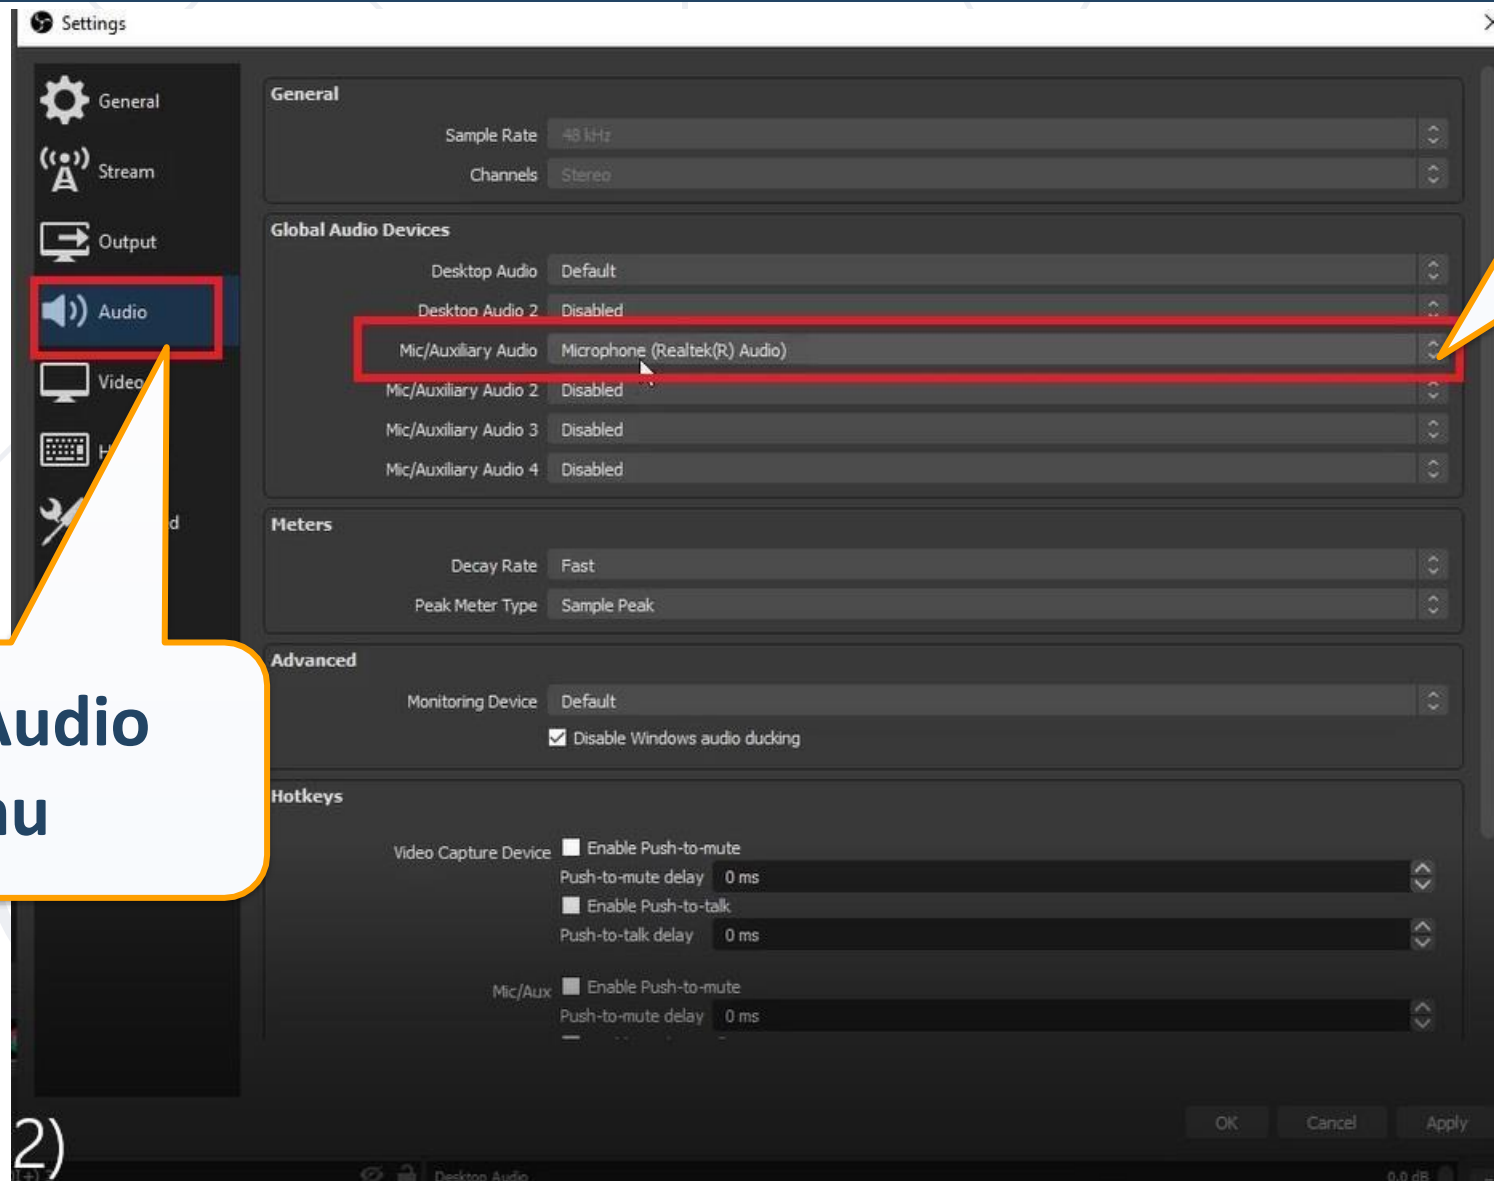 Settings
General
Stream
Output
Audio
Video
General
Sample Rate 48 kHz
Channels Stereo
Global Audio Devices
Desktop Audio Default
Desktop Audio 2 Disabled
Mic/Auxiliary Audio Microphone (Realtek(R) Audio)
Mic/Auxiliary Audio 2 Disabled
Mic/Auxiliary Audio 3 Disabled
Mic/Auxiliary Audio 4 Disabled
Meters
Decay Rate Fast
Peak Meter Type Sample Peak
Advanced
Monitoring Device Default
Disable Windows audio ducking
Hotkeys
Video Capture Device Enable Push-to-mute
Push-to-mute delay 0 ms
Enable Push-to-talk
Push-to-talk delay 0 ms
Mic/Aux Enable Push-to-mute
Push-to-mute delay 0 ms
OK Cancel Apply
Audio
2)
Desktop Audio 0.0 dB